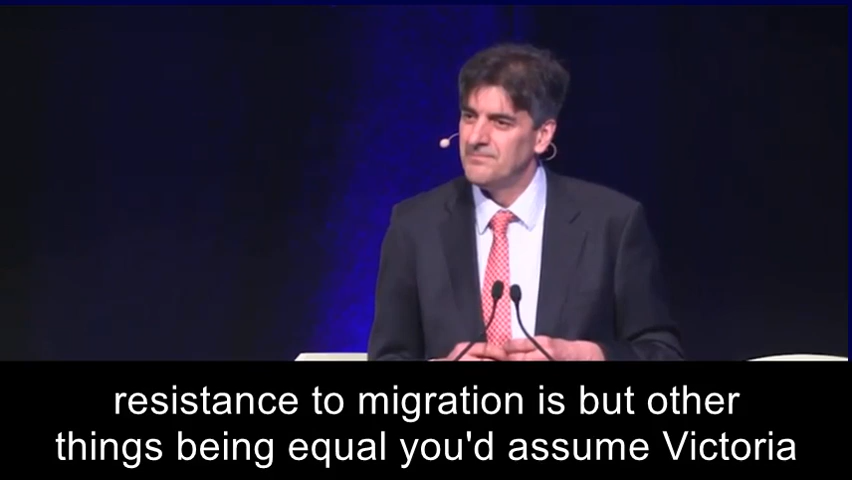 resistance to migration is but other
things being equal you'd assume Victoria